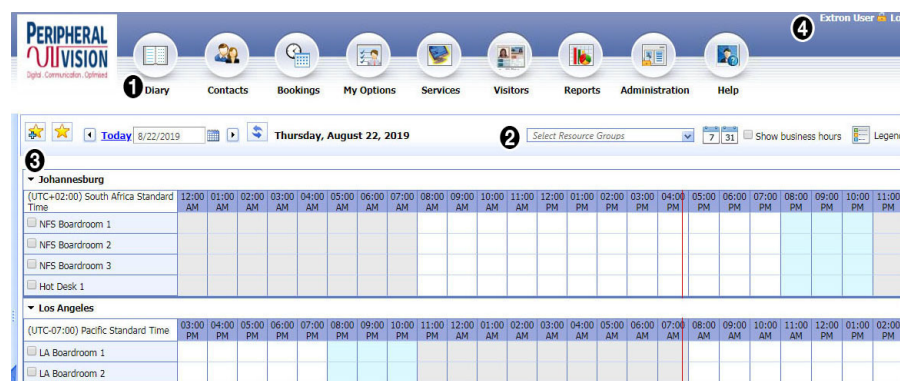 PERIPHERAL
VISION
Digital. Communication. Optimised
4
Extron User Lo
1
Diary Contacts Bookings My Options Services Visitors Reports Administration Help
Today 8/22/2019 Thursday, August 22, 2019 2 Select Resource Groups 7 31 Show business hours Legen
3
Johannesburg
(UTC+02:00) South Africa Standard Time 12:00 AM 01:00 AM 02:00 AM 03:00 AM 04:00 AM 05:00 AM 06:00 AM 07:00 AM 08:00 AM 09:00 AM 10:00 AM 11:00 AM 12:00 PM 01:00 PM 02:00 PM 03:00 PM 04:00 PM 05:00 PM 06:00 PM 07:00 PM 08:00 PM 09:00 PM 10:00 PM 11:00 PM
NFS Boardroom 1
NFS Boardroom 2
NFS Boardroom 3
Hot Desk 1
Los Angeles
(UTC-07:00) Pacific Standard Time 03:00 PM 04:00 PM 05:00 PM 06:00 PM 07:00 PM 08:00 PM 09:00 PM 10:00 PM 11:00 PM 12:00 AM 01:00 AM 02:00 AM 03:00 AM 04:00 AM 05:00 AM 06:00 AM 07:00 AM 08:00 AM 09:00 AM 10:00 AM 11:00 AM 12:00 PM 01:00 PM 02:00 PM
LA Boardroom 1
LA Boardroom 2